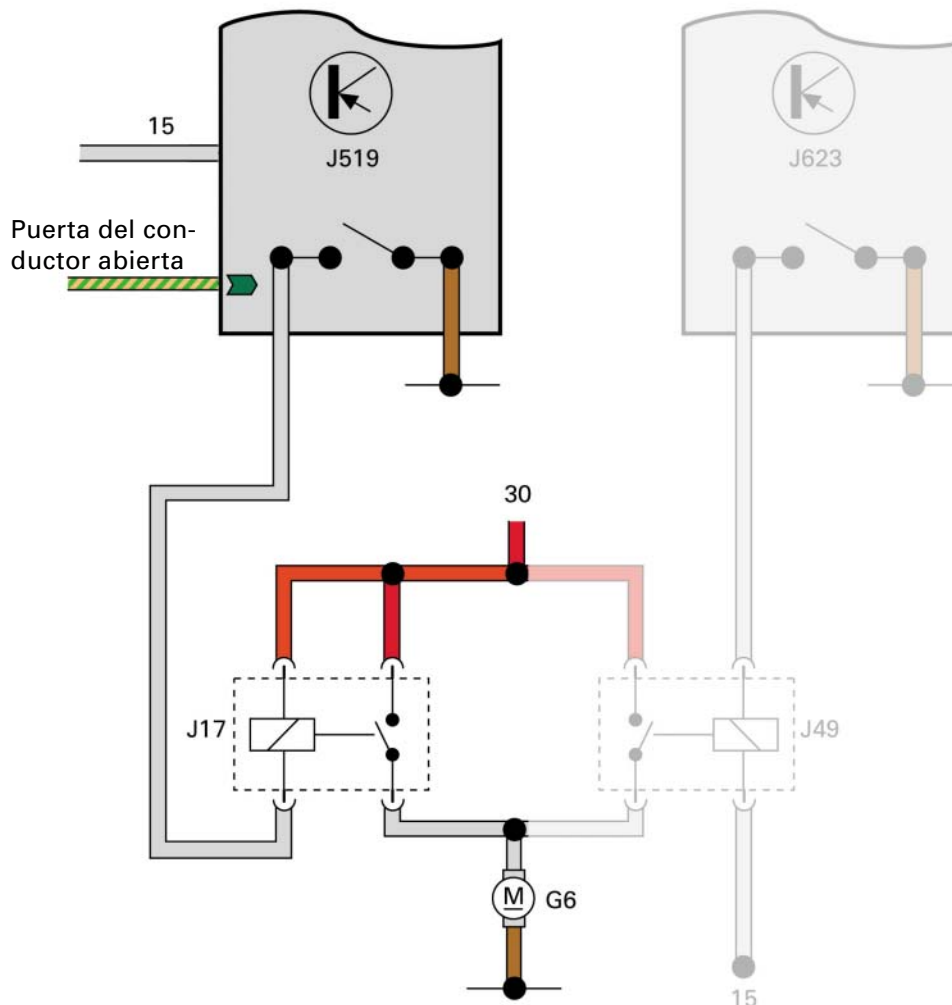 15
J519
J623
Puerta del con-
ductor abierta
30
J17
J49
M
G6
15